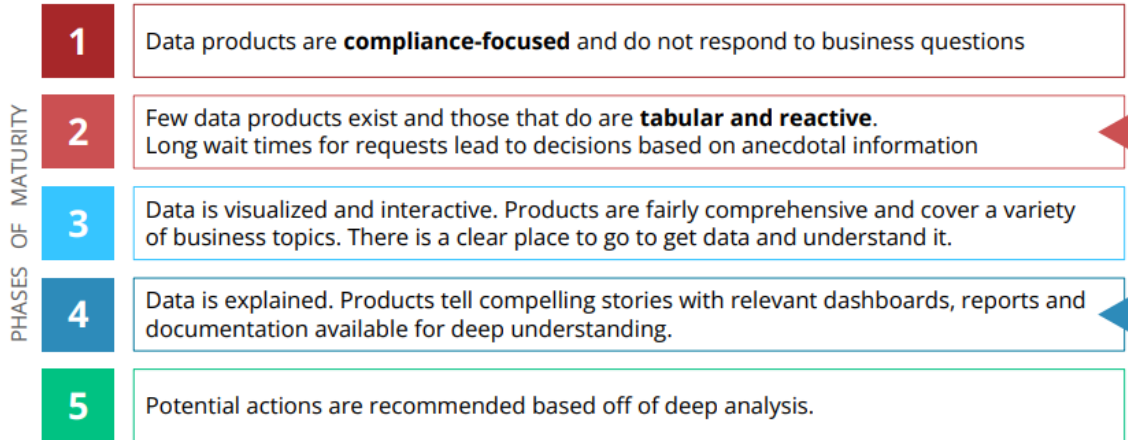 PHASES OF MATURITY
1
Data products are compliance-focused and do not respond to business questions
2
Few data products exist and those that do are tabular and reactive.
Long wait times for requests lead to decisions based on anecdotal information
3
Data is visualized and interactive. Products are fairly comprehensive and cover a variety
of business topics. There is a clear place to go to get data and understand it.
4
Data is explained. Products tell compelling stories with relevant dashboards, reports and
documentation available for deep understanding.
5
Potential actions are recommended based off of deep analysis.